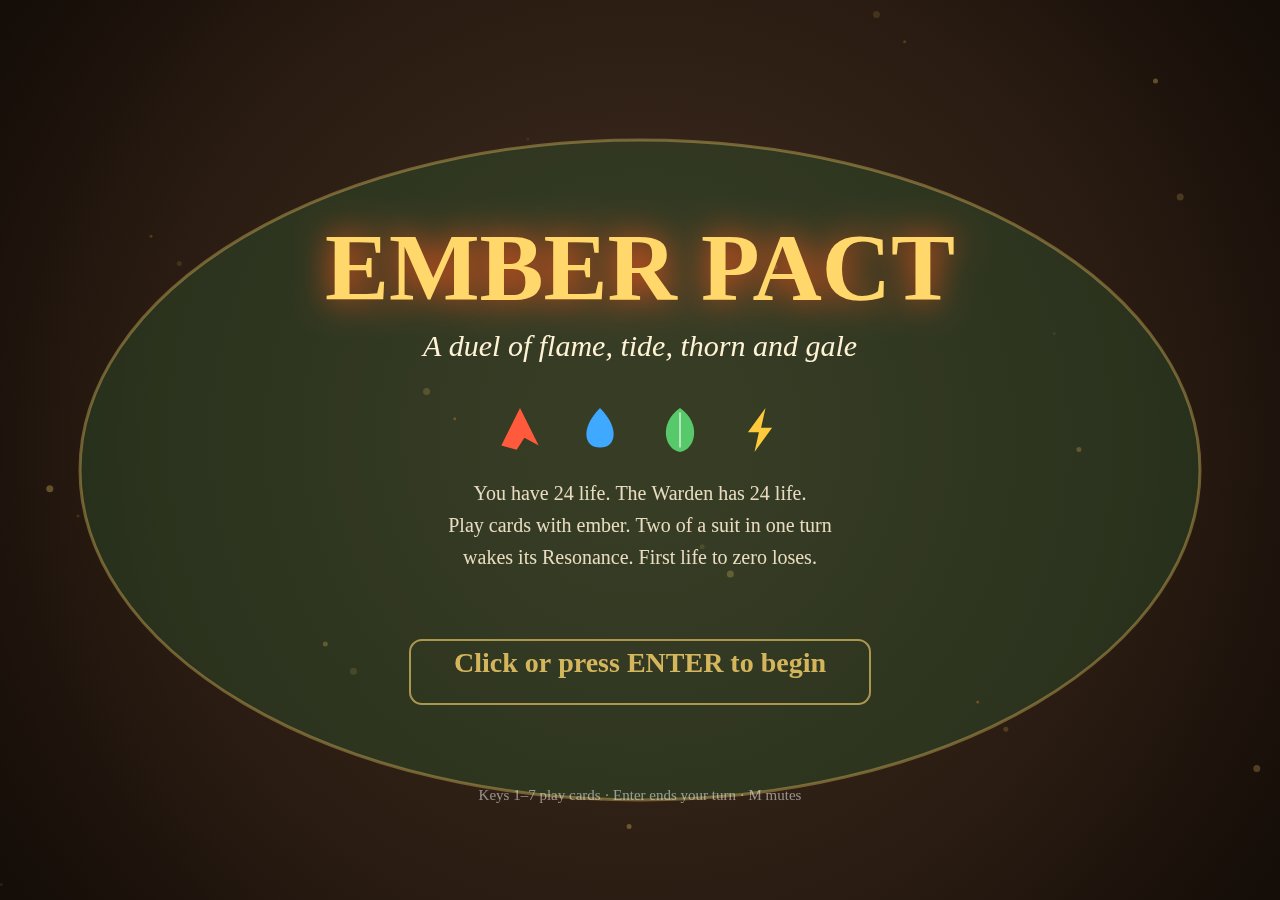 EMBER PACT
A duel of flame, tide, thorn and gale
You have 24 life. The Warden has 24 life.
Play cards with ember. Two of a suit in one turn
wakes its Resonance. First life to zero loses.
Click or press ENTER to begin
Keys 1–7 play cards · Enter ends your turn · M mutes